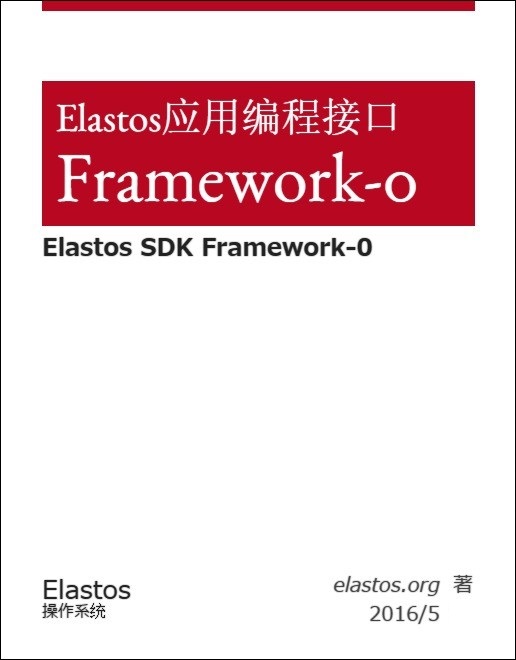 Elastos应用编程接口
Framework-0
Elastos SDK Framework-0
Elastos
操作系统
elastos.org 著
2016/5